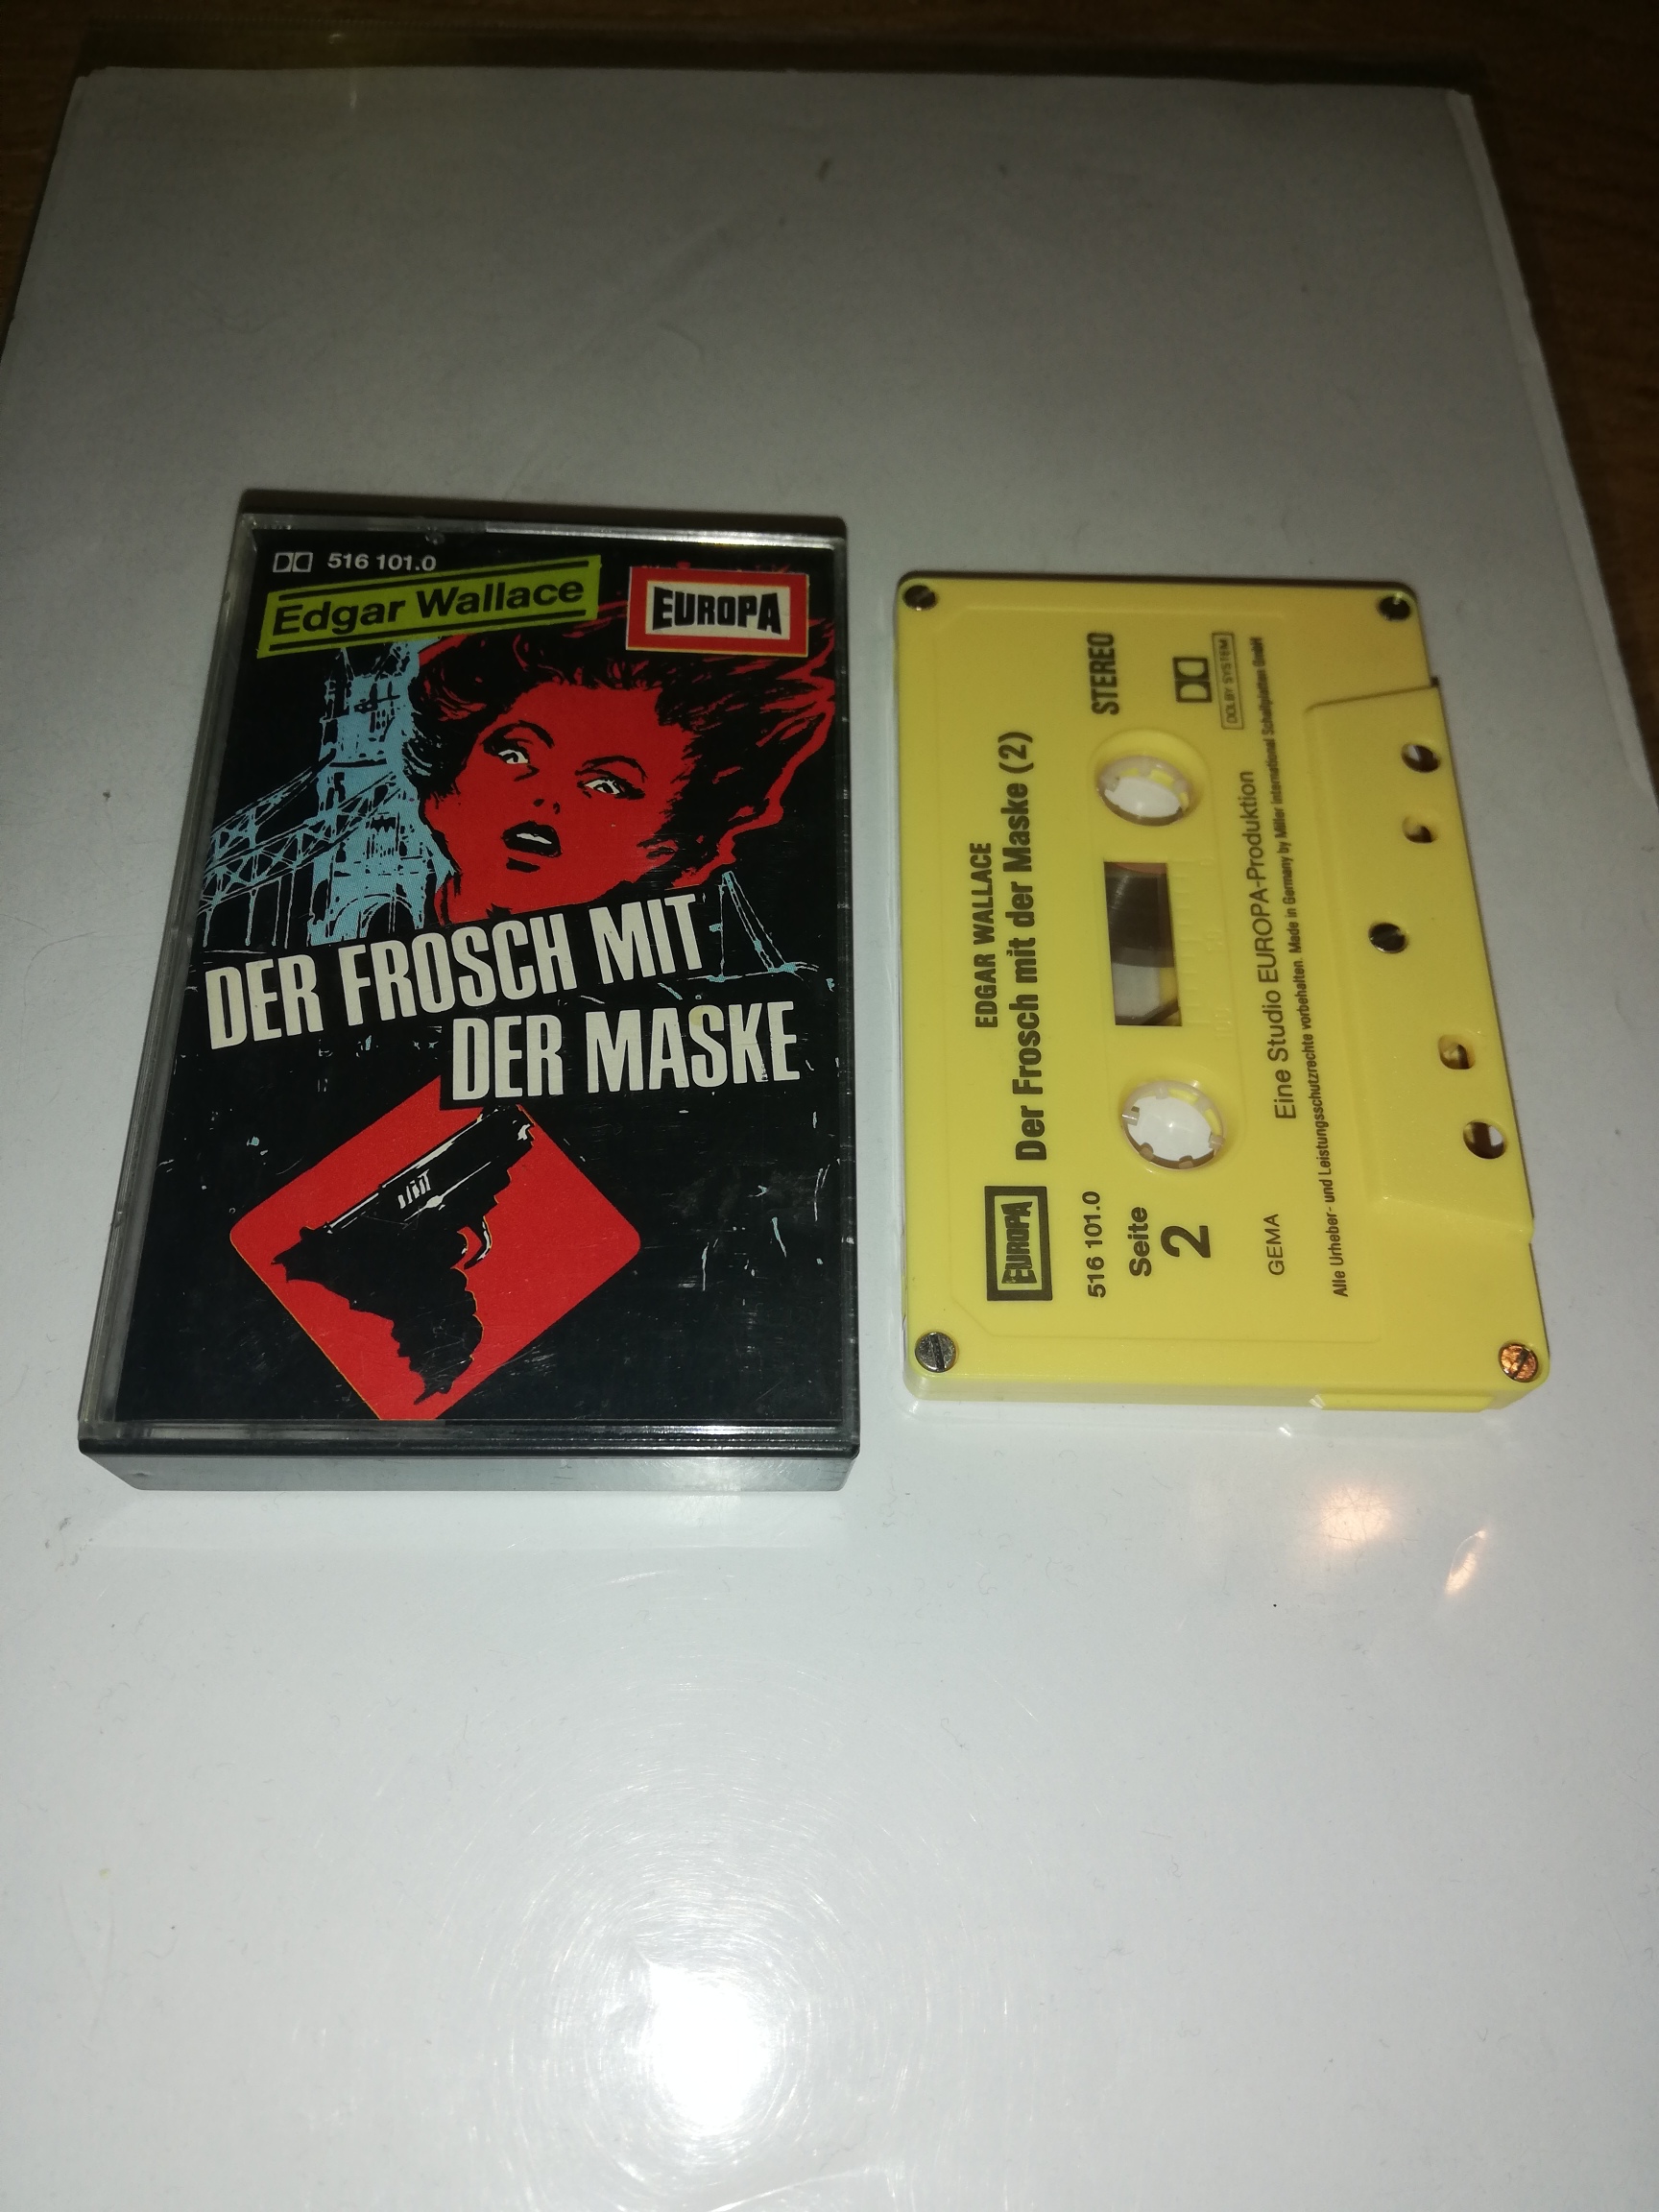 516 101.0
Edgar Wallace
EUROPA
DER FROSCH MIT
DER MASKE
EDGAR WALLACE
Der Frosch mit der Maske (2)
EUROPA
516 101.0
STEREO
Seite
2
DOLBY SYSTEM
Eine Studio EUROPA-Produktion
GEMA
Alle Urheber- und Leistungsschutzrechte vorbehalten. Made in Germany by Miller International Schallplatten GmbH